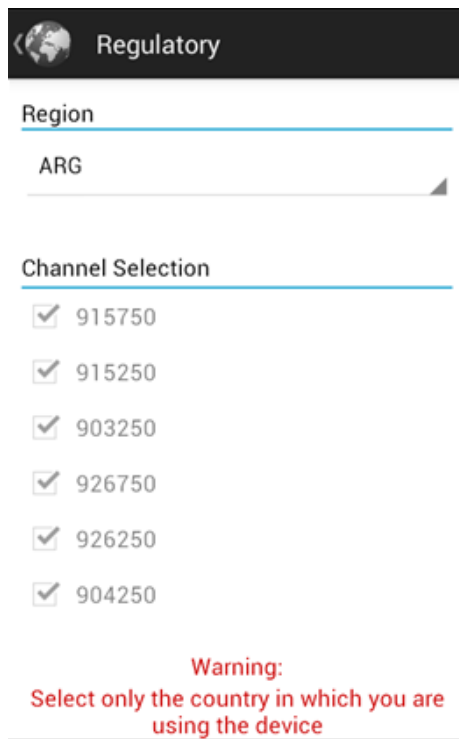 Regulatory
Region
ARG
Channel Selection
915750
915250
903250
926750
926250
904250
Warning:
Select only the country in which you are
using the device